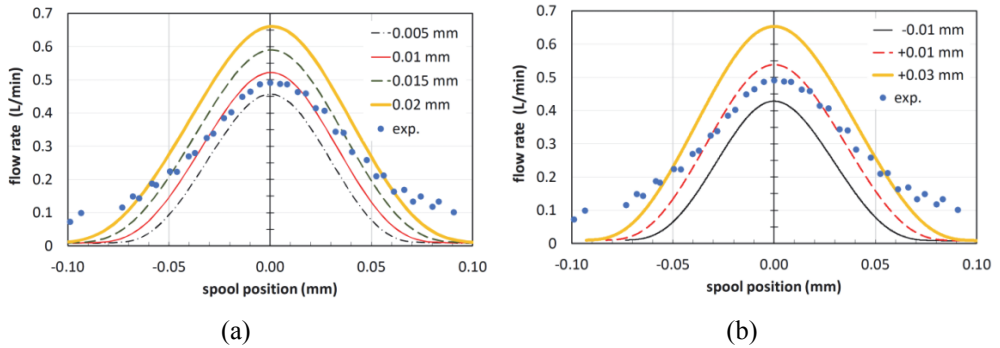 0.7
0.6
0.5
0.4
0.3
0.2
0.1
0
flow rate (L/min)
-0.10
-0.05
0.00
0.05
0.10
spool position (mm)
0.005 mm
0.01 mm
0.015 mm
0.02 mm
exp.
(a)
0.7
0.6
0.5
0.4
0.3
0.2
0.1
0
flow rate (L/min)
-0.10
-0.05
0.00
0.05
0.10
spool position (mm)
-0.01 mm
+0.01 mm
+0.03 mm
exp.
(b)